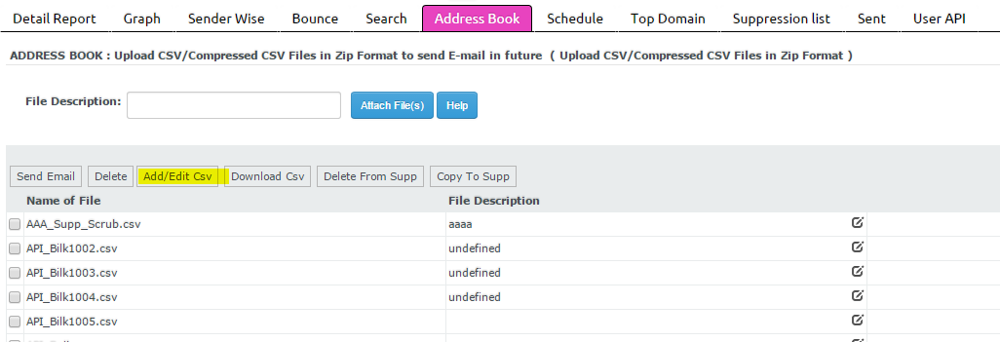 Detail Report Graph Sender Wise Bounce Search Address Book Schedule Top Domain Suppression list Sent User API
ADDRESS BOOK : Upload CSV/Compressed CSV Files in Zip Format to send E-mail in future ( Upload CSV/Compressed CSV Files in Zip Format )
File Description: Attach File(s) Help
Send Email Delete Add/Edit Csv Download Csv Delete From Supp Copy To Supp
Name of File File Description
AAA_Supp_Scrub.csv aaaa
API_Bilk1002.csv undefined
API_Bilk1003.csv undefined
API_Bilk1004.csv undefined
API_Bilk1005.csv